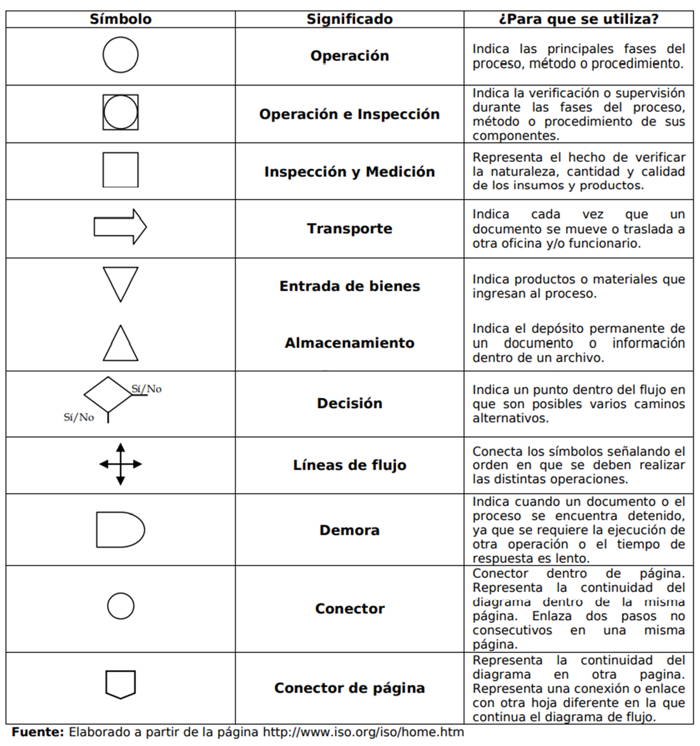 Símbolo Significado ¿Para que se utiliza?
Operación
Indica las principales fases del
proceso, método o procedimiento.
Operación e Inspección
Indica la verificación o supervisión
durante las fases del proceso,
método o procedimiento de sus
componentes.
Inspección y Medición
Representa el hecho de verificar
la naturaleza, cantidad y calidad
de los insumos y productos.
Transporte
Indica cada vez que un
documento se mueve o traslada a
otra oficina y/o funcionario.
Entrada de bienes
Indica productos o materiales que
ingresan al proceso.
Almacenamiento
Indica el depósito permanente de
un documento o información
dentro de un archivo.
Sí/No
Sí/No
Decisión
Indica un punto dentro del flujo en
que son posibles varios caminos
alternativos.
Líneas de flujo
Conecta los símbolos señalando el
orden en que se deben realizar
las distintas operaciones.
Demora
Indica cuando un documento o el
proceso se encuentra detenido,
ya que se requiere la ejecución de
otra operación o el tiempo de
respuesta es lento.
Conector
Conector dentro de página.
Representa la continuidad del
diagrama dentro de la misma
página. Enlaza dos pasos no
consecutivos en una misma
página.
Conector de página
Representa la continuidad del
diagrama en otra pagina.
Representa una conexión o enlace
con otra hoja diferente en la que
continua el diagrama de flujo.
Fuente: Elaborado a partir de la página http://www.iso.org/iso/home.htm